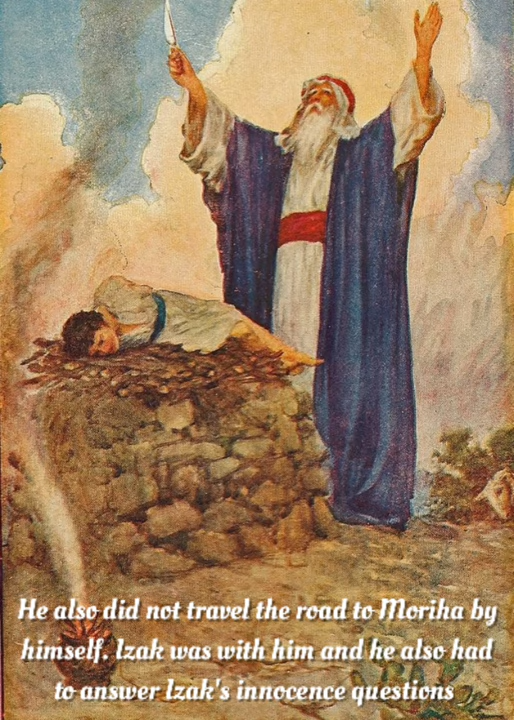 He also did not travel the road to Moriha by
himself. Izak was with him and he also had
to answer Izak's innocence questions